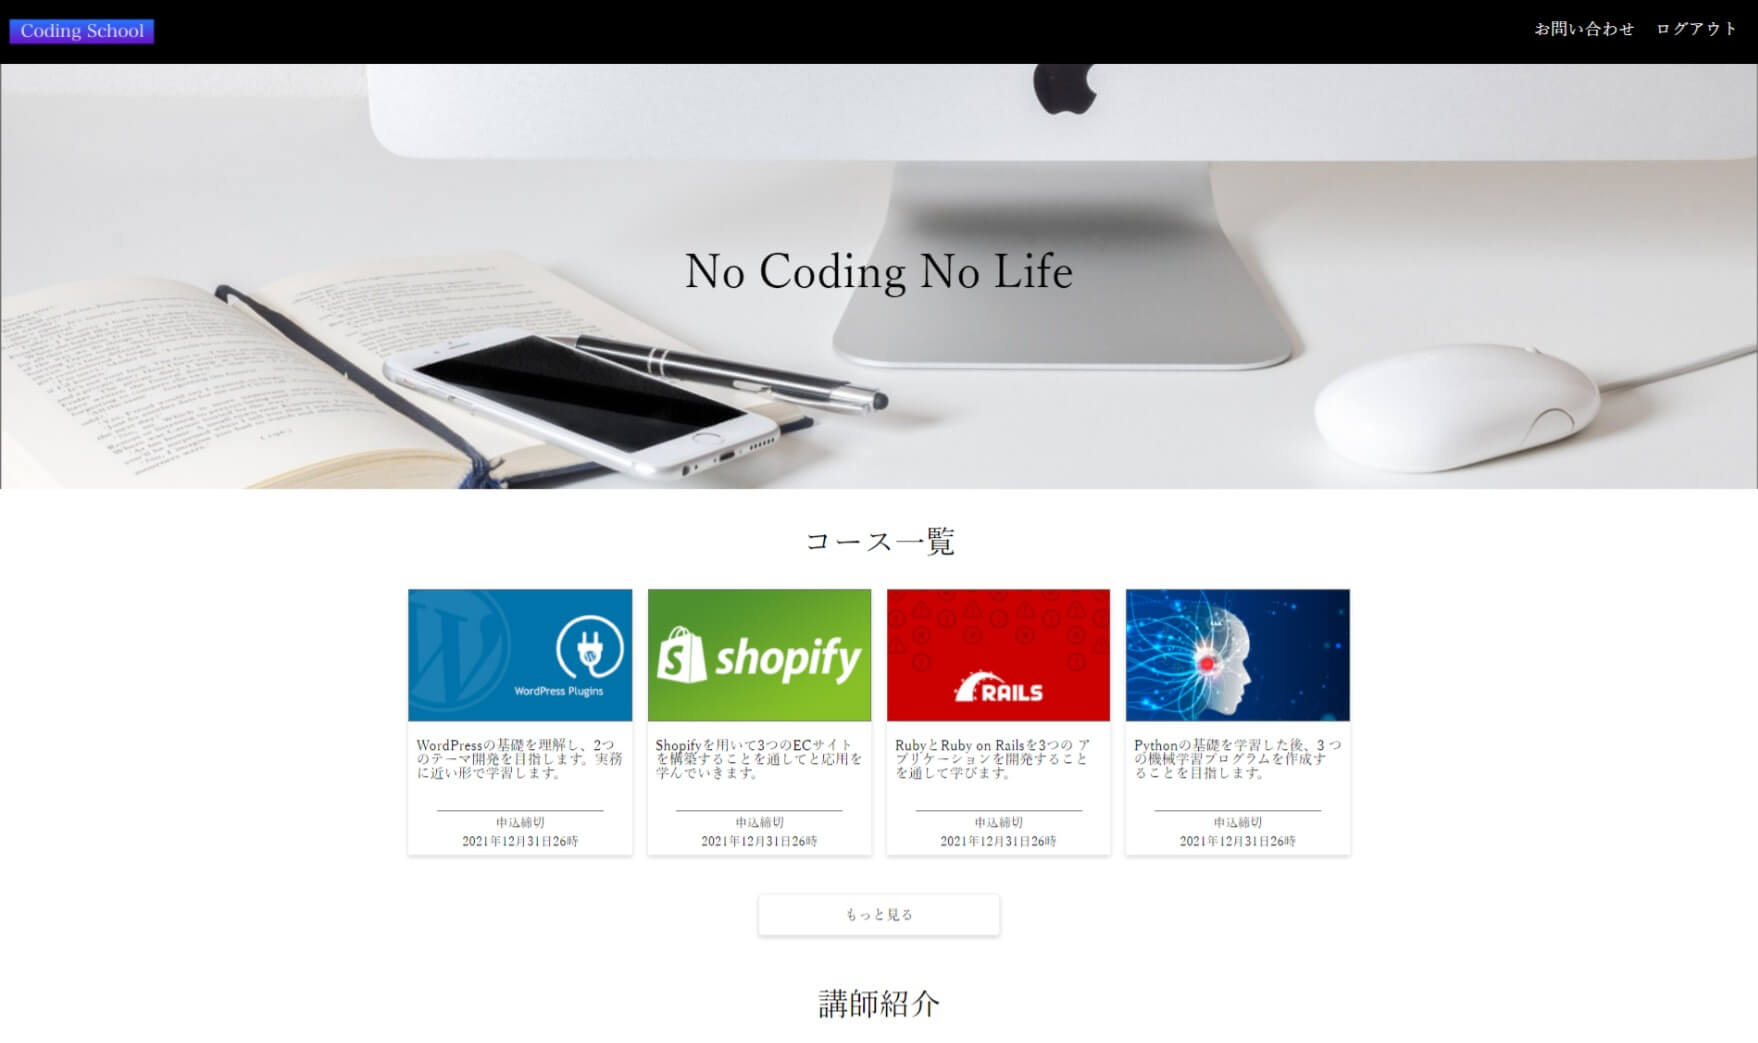 Coding School
お問い合わせ ログアウト
No Coding No Life
コース一覧
WordPress Plugins
WordPressの基礎を理解し、2つ
のテーマ開発を目指します。実務
に近い形で学習します。
申込締切
2021年12月31日26時
shopify
Shopifyを用いて3つのECサイト
を構築することを通してと応用を
学んでいきます。
申込締切
2021年12月31日26時
RAILS
RubyとRuby on Railsを3つの ア
プリケーションを開発すること
を通して学びます。
申込締切
2021年12月31日26時
Pythonの基礎を学習した後、3 つ
の機械学習プログラムを作成す
ることを目指します。
申込締切
2021年12月31日26時
もっと見る
講師紹介